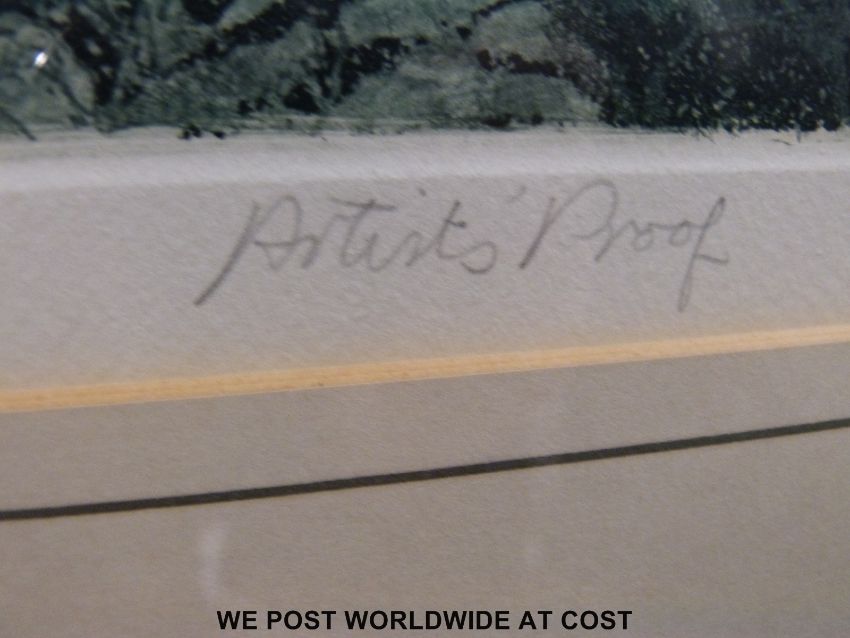 Artists' Proof
WE POST WORLDWIDE AT COST